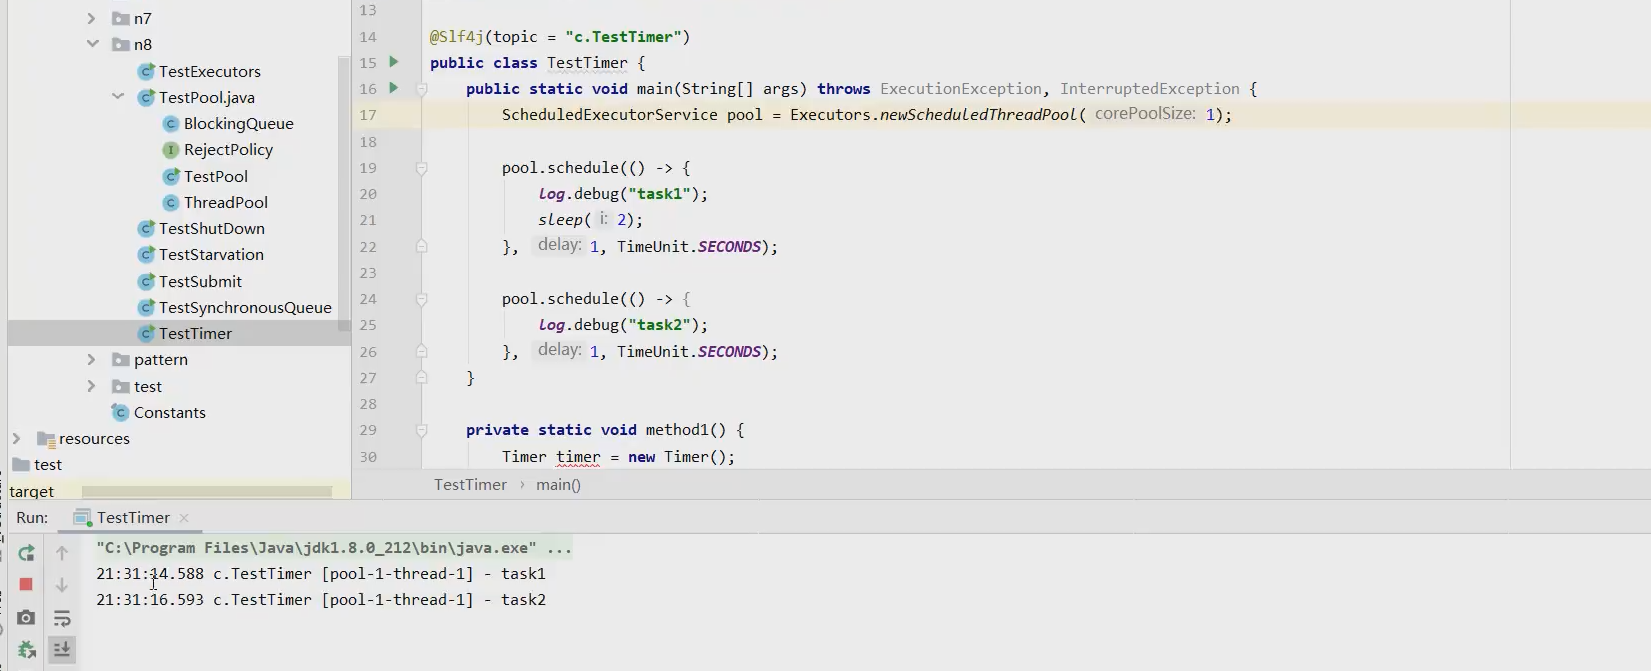 n7
n8
TestExecutors
TestPool.java
BlockingQueue
RejectPolicy
TestPool
ThreadPool
TestShutDown
TestStarvation
TestSubmit
TestSynchronousQueue
TestTimer
pattern
test
Constants
resources
test
target
13
14 @Slf4j(topic = "c.TestTimer")
15 public class TestTimer {
16 public static void main(String[] args) throws ExecutionException, InterruptedException {
17 ScheduledExecutorService pool = Executors.newScheduledThreadPool( corePoolSize: 1);
18
19 pool.schedule(() -> {
20 log.debug("task1");
21 sleep( i: 2);
22 }, delay: 1, TimeUnit.SECONDS);
23
24 pool.schedule(() -> {
25 log.debug("task2");
26 }, delay: 1, TimeUnit.SECONDS);
27 }
28
29 private static void method1() {
30 Timer timer = new Timer();
TestTimer › main()
Run: TestTimer ×
"C:\Program Files\Java\jdk1.8.0_212\bin\java.exe" ...
21:31:14.588 c.TestTimer [pool-1-thread-1] - task1
21:31:16.593 c.TestTimer [pool-1-thread-1] - task2